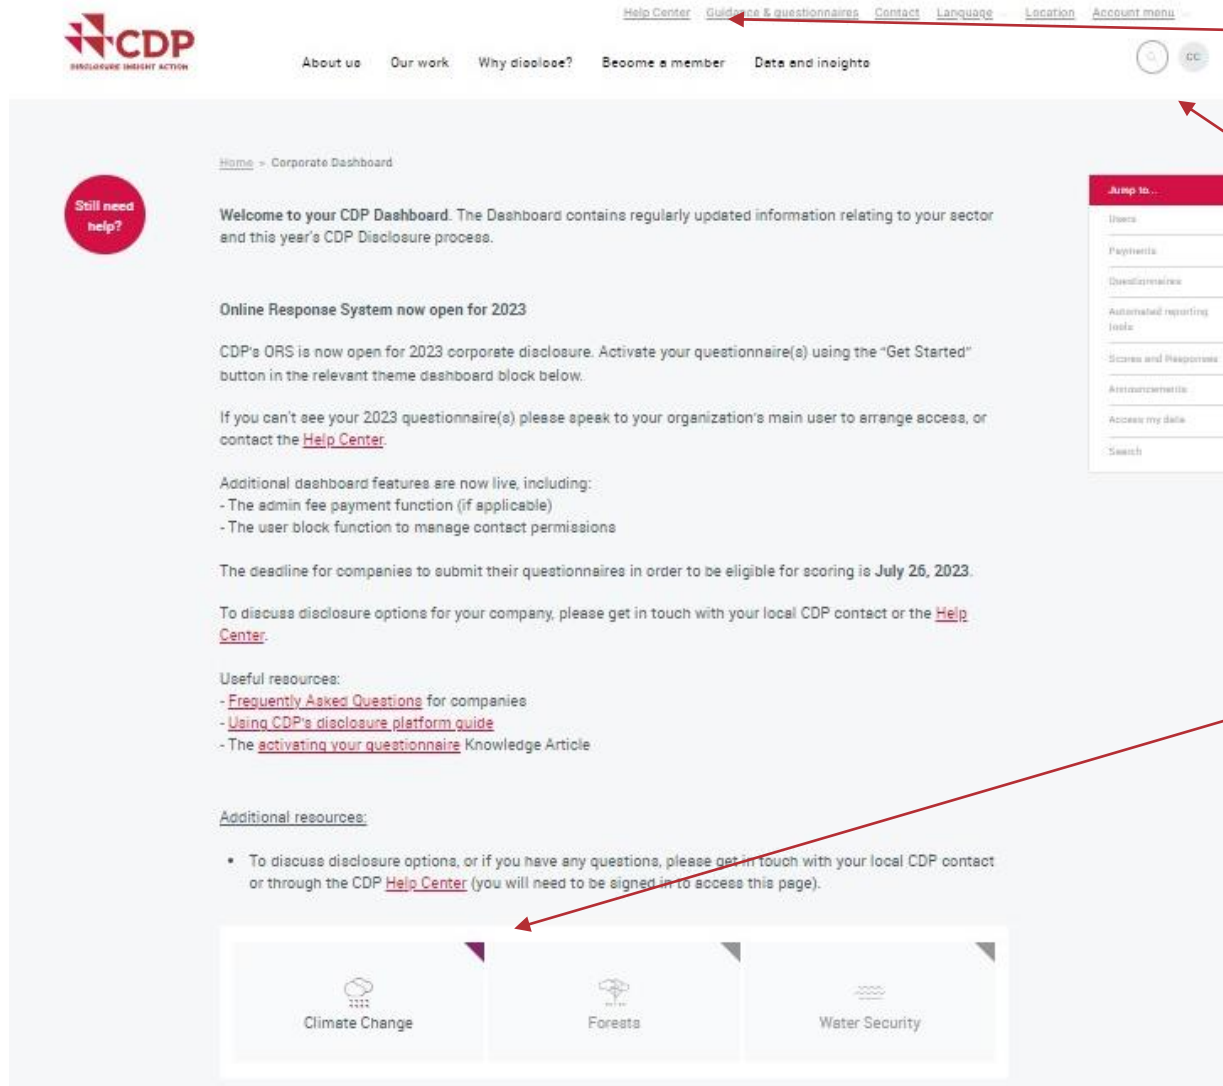 Help Center Guidance & questionnaires Contact Language Location Account menu
CDP
DISCLOSURE INSIGHT ACTION
About us Our work Why disclose? Become a member Data and insights
CC
Home » Corporate Dashboard
Still need
help?
Welcome to your CDP Dashboard. The Dashboard contains regularly updated information relating to your sector
and this year's CDP Disclosure process.
Online Response System now open for 2023
CDP's ORS is now open for 2023 corporate disclosure. Activate your questionnaire(s) using the "Get Started"
button in the relevant theme dashboard block below.
If you can't see your 2023 questionnaire(s) please speak to your organization's main user to arrange access, or
contact the Help Center.
Additional dashboard features are now live, including:
- The admin fee payment function (if applicable)
- The user block function to manage contact permissions
The deadline for companies to submit their questionnaires in order to be eligible for scoring is July 26, 2023.
To discuss disclosure options for your company, please get in touch with your local CDP contact or the Help
Center.
Useful resources:
- Frequently Asked Questions for companies
- Using CDP's disclosure platform guide
- The activating your questionnaire Knowledge Article
Additional resources:
• To discuss disclosure options, or if you have any questions, please get in touch with your local CDP contact
or through the CDP Help Center (you will need to be signed in to access this page).
Climate Change
Forests
Water Security
Jump to...
Users
Payments
Questionnaires
Automated reporting
tools
Scores and Responses
Announcements
Access my data
Search